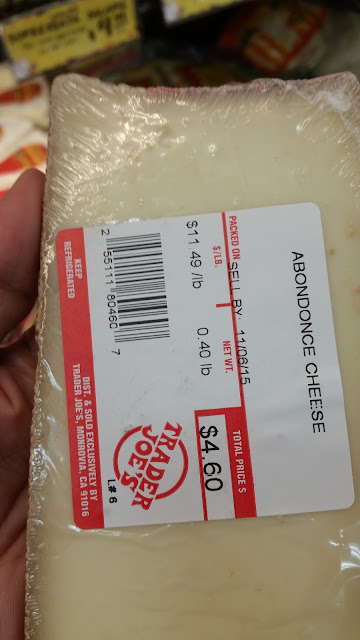 ABONDONCE CHEESE
PACKED ON
SELL BY: 11/06/15
$/LB.
NET WT.
TOTAL PRICE $
$11.49 /lb
0.40 lb
$4.60
2 55111 80460 7
TRADER JOE'S
L# 6
KEEP
REFRIGERATED
DIST. & SOLD EXCLUSIVELY BY
TRADER JOE'S, MONROVIA, CA 91016